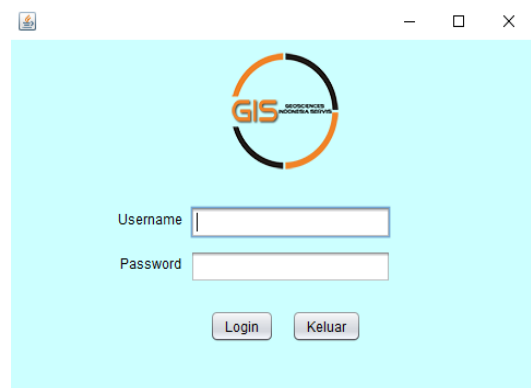 GIS
GEOSCIENCES
INDONESIA SERVIS
Username
Password
Login Keluar